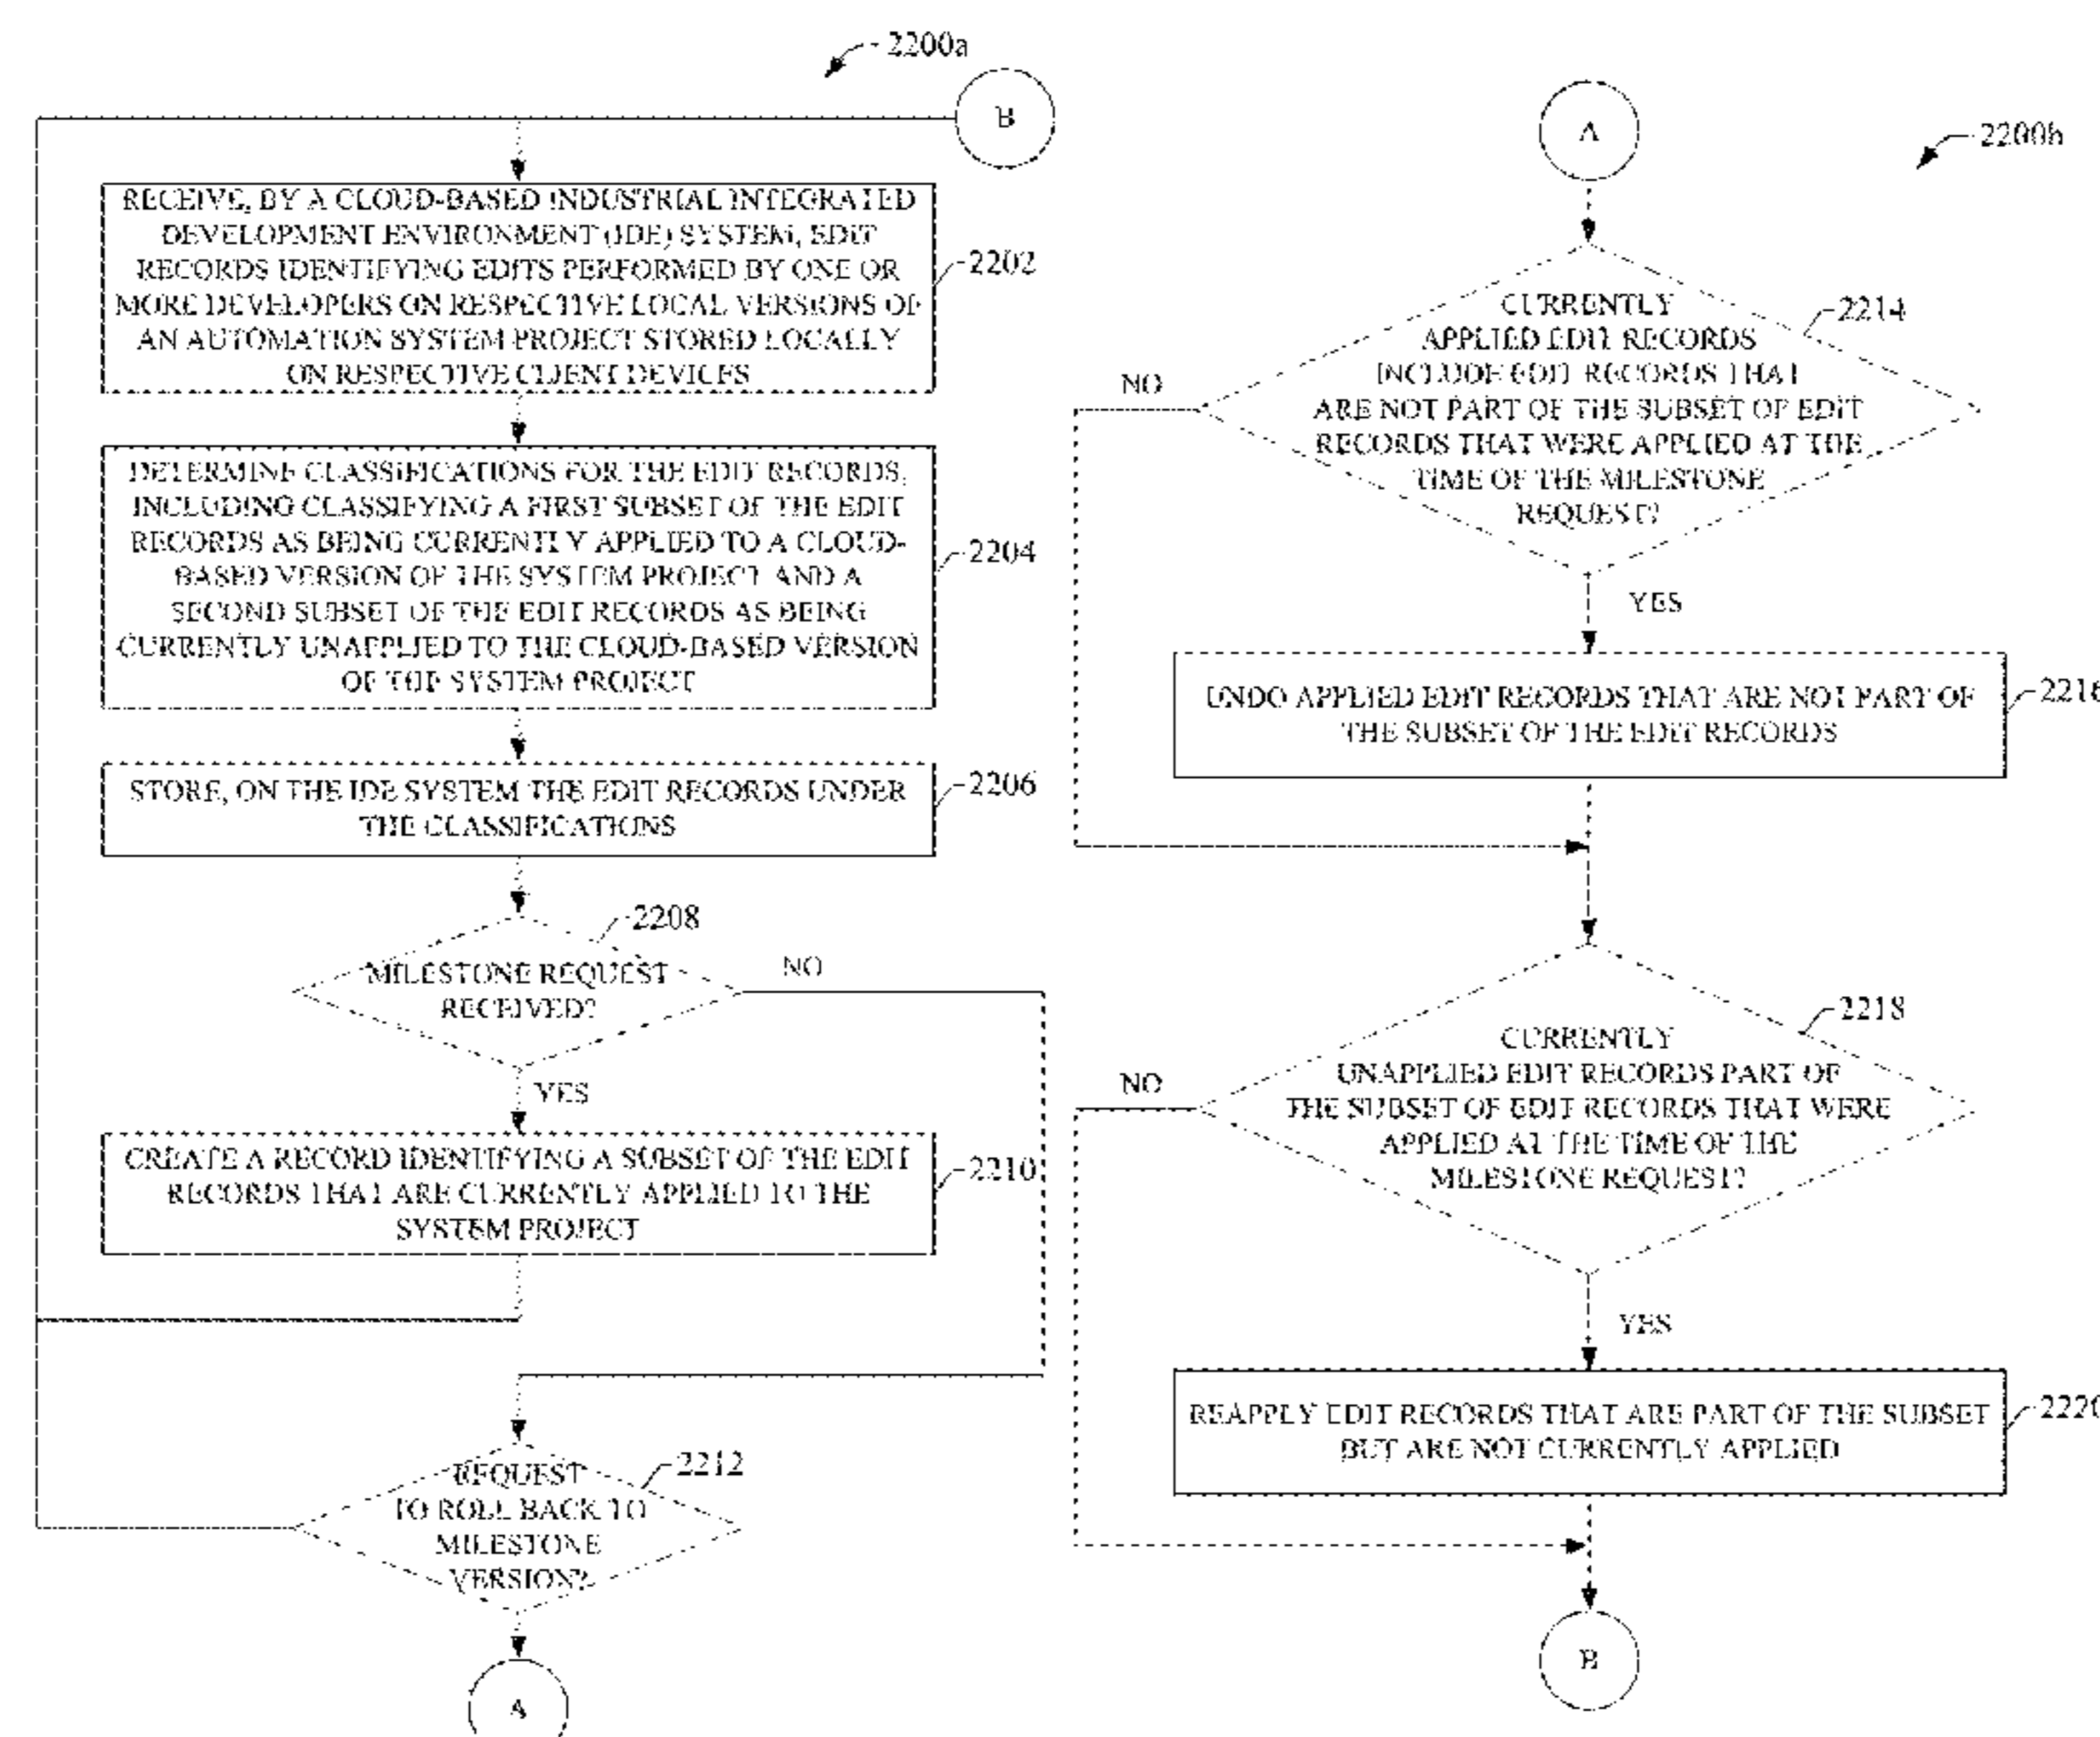 2200a
B
RECEIVE, BY A CLOUD-BASED INDUSTRIAL INTEGRATED
DEVELOPMENT ENVIRONMENT (IDE) SYSTEM, EDIT
RECORDS IDENTIFYING EDITS PERFORMED BY ONE OR
MORE DEVELOPERS ON RESPECTIVE LOCAL VERSIONS OF
AN AUTOMATION SYSTEM PROJECT STORED LOCALLY
ON RESPECTIVE CLIENT DEVICES
2202
DETERMINE CLASSIFICATIONS FOR THE EDIT RECORDS,
INCLUDING CLASSIFYING A FIRST SUBSET OF THE EDIT
RECORDS AS BEING CURRENTLY APPLIED TO A CLOUD-
BASED VERSION OF THE SYSTEM PROJECT AND A
SECOND SUBSET OF THE EDIT RECORDS AS BEING
CURRENTLY UNAPPLIED TO THE CLOUD-BASED VERSION
OF THE SYSTEM PROJECT
2204
STORE, ON THE IDE SYSTEM THE EDIT RECORDS UNDER
THE CLASSIFICATIONS
2206
2208
MILESTONE REQUEST
RECEIVED?
NO
YES
CREATE A RECORD IDENTIFYING A SUBSET OF THE EDIT
RECORDS THAT ARE CURRENTLY APPLIED TO THE
SYSTEM PROJECT
2210
2212
REQUEST
TO ROLL BACK TO
MILESTONE
VERSION?
A
A
2200b
2214
CURRENTLY
APPLIED EDIT RECORDS
INCLUDE EDIT RECORDS THAT
ARE NOT PART OF THE SUBSET OF EDIT
RECORDS THAT WERE APPLIED AT THE
TIME OF THE MILESTONE
REQUEST?
NO
YES
UNDO APPLIED EDIT RECORDS THAT ARE NOT PART OF
THE SUBSET OF THE EDIT RECORDS
2216
2218
CURRENTLY
UNAPPLIED EDIT RECORDS PART OF
THE SUBSET OF EDIT RECORDS THAT WERE
APPLIED AT THE TIME OF THE
MILESTONE REQUEST?
NO
YES
REAPPLY EDIT RECORDS THAT ARE PART OF THE SUBSET
BUT ARE NOT CURRENTLY APPLIED
2220
B